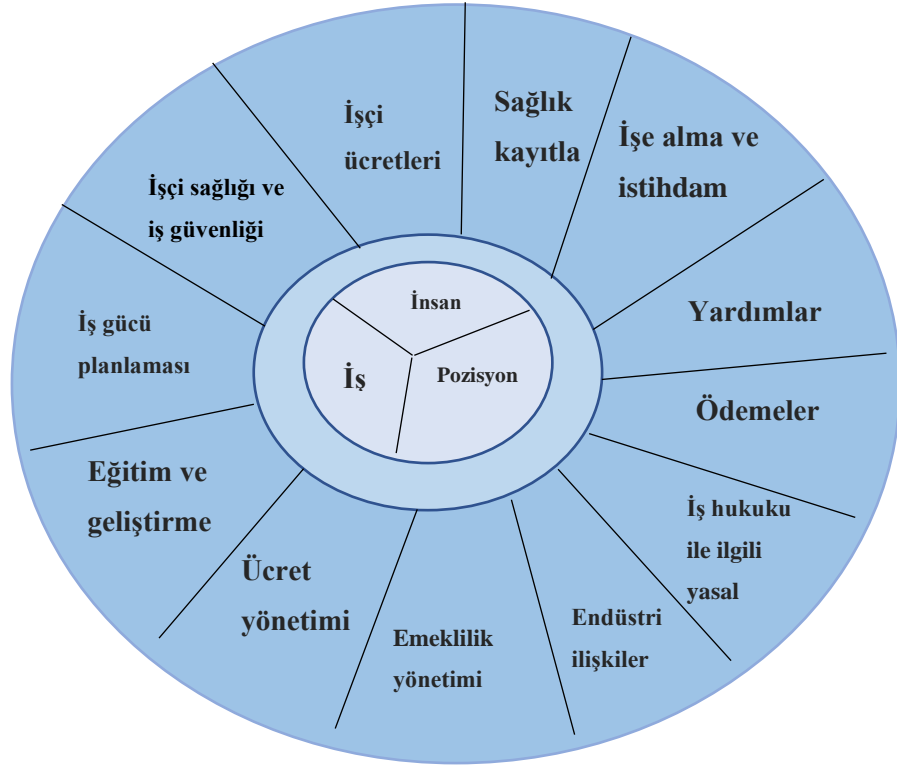 İşçi
ücretleri
Sağlık
kayıtla
İşe alma ve
istihdam
Yardımlar
Ödemeler
İş hukuku
ile ilgili
yasal
Endüstri
ilişkiler
Emeklilik
yönetimi
Ücret
yönetimi
Eğitim ve
geliştirme
İş gücü
planlaması
İşçi sağlığı ve
iş güvenliği
İnsan
Pozisyon
İş